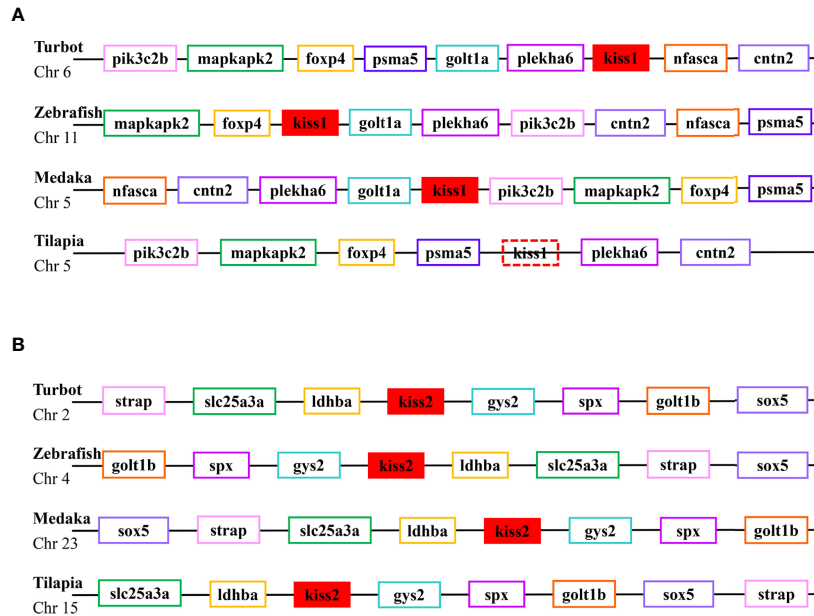 A
Turbot
Chr 6
pik3c2b mapkapk2 foxp4 psma5 golt1a plekha6 kiss1 nfasca cntn2
Zebrafish
Chr 11
mapkapk2 foxp4 kiss1 golt1a plekha6 pik3c2b cntn2 nfasca psma5
Medaka
Chr 5
nfasca cntn2 plekha6 golt1a kiss1 pik3c2b mapkapk2 foxp4 psma5
Tilapia
Chr 5
pik3c2b mapkapk2 foxp4 psma5 kiss1 plekha6 cntn2
B
Turbot
Chr 2
strap slc25a3a ldhba kiss2 gys2 spx golt1b sox5
Zebrafish
Chr 4
golt1b spx gys2 kiss2 ldhba slc25a3a strap sox5
Medaka
Chr 23
sox5 strap slc25a3a ldhba kiss2 gys2 spx golt1b
Tilapia
Chr 15
slc25a3a ldhba kiss2 gys2 spx golt1b sox5 strap